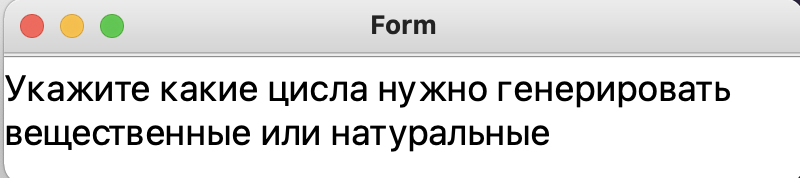 Form
Укажите какие цисла нужно генерировать
вещественные или натуральные